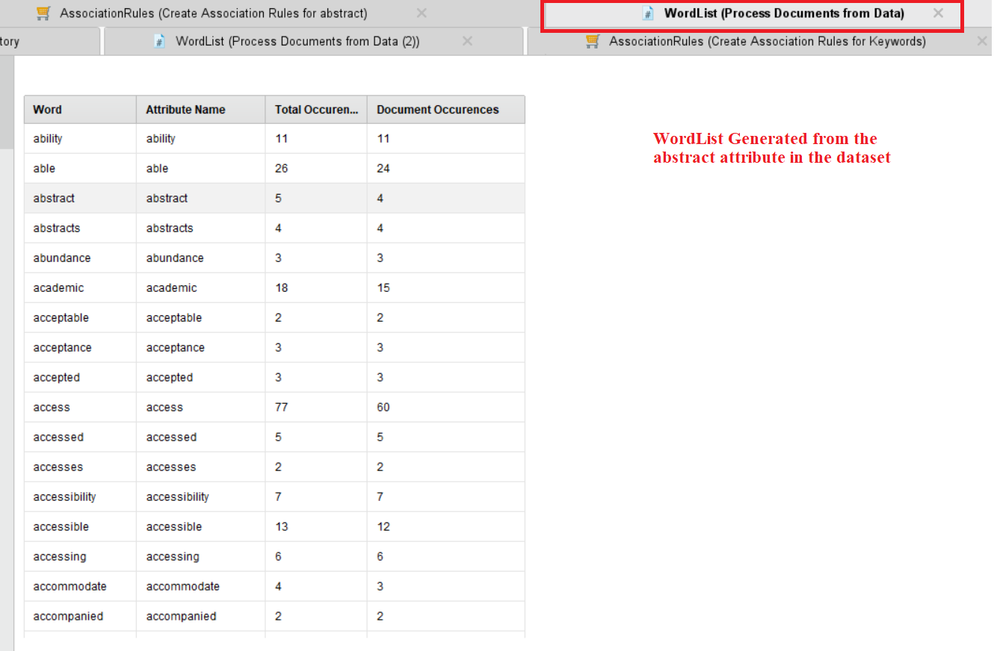 AssociationRules (Create Association Rules for abstract)
WordList (Process Documents from Data)
tory
WordList (Process Documents from Data (2))
AssociationRules (Create Association Rules for Keywords)
Word Attribute Name Total Occuren... Document Occurences
ability ability 11 11
able able 26 24
abstract abstract 5 4
abstracts abstracts 4 4
abundance abundance 3 3
academic academic 18 15
acceptable acceptable 2 2
acceptance acceptance 3 3
accepted accepted 3 3
access access 77 60
accessed accessed 5 5
accesses accesses 2 2
accessibility accessibility 7 7
accessible accessible 13 12
accessing accessing 6 6
accommodate accommodate 4 3
accompanied accompanied 2 2
WordList Generated from the
abstract attribute in the dataset